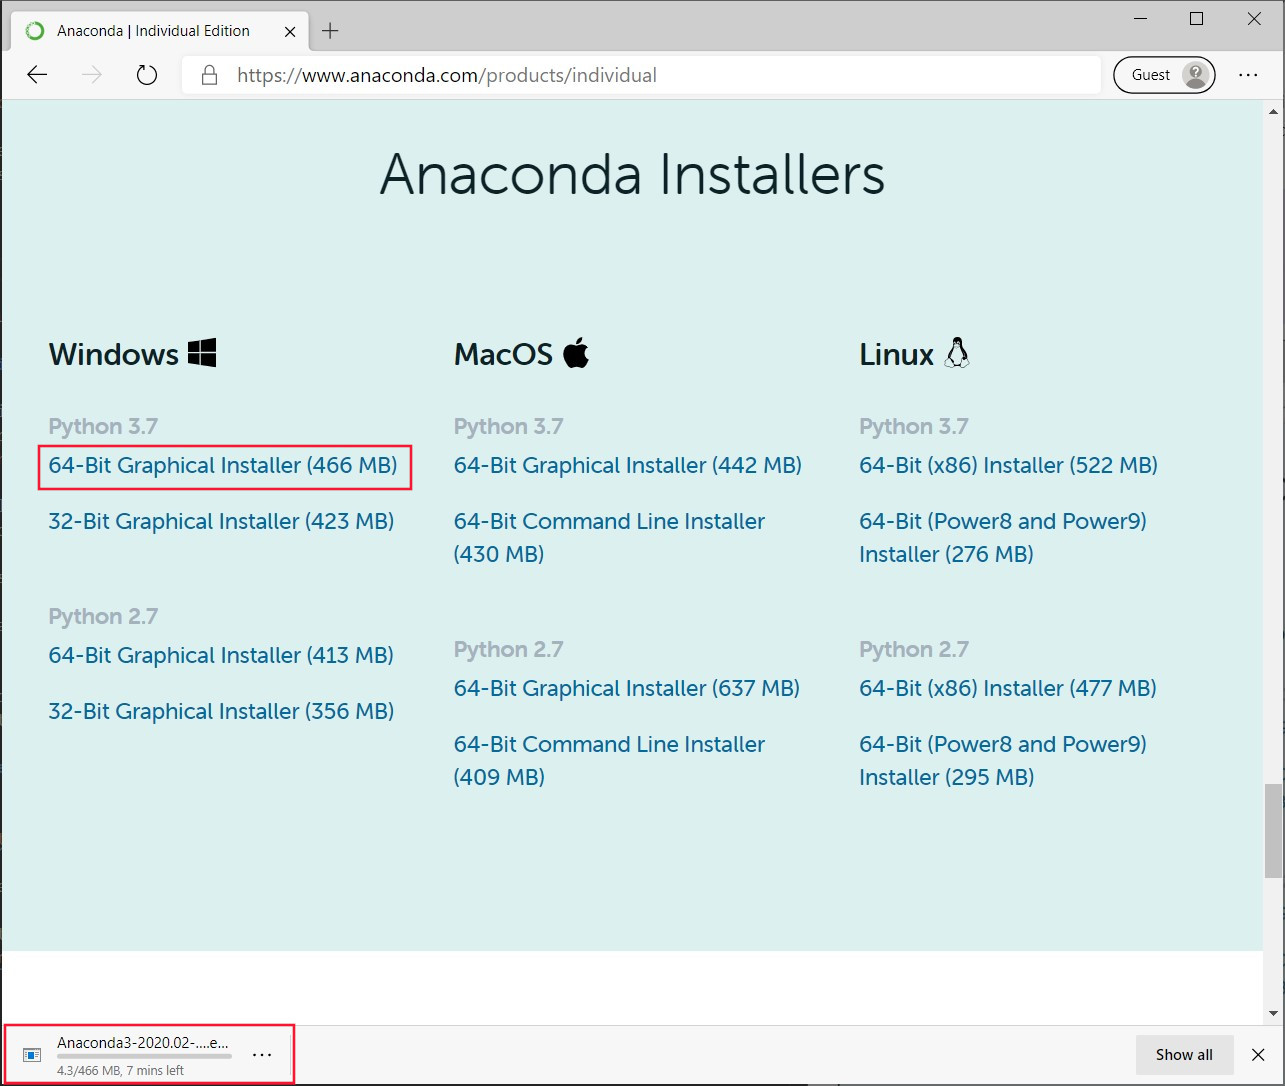 Anaconda | Individual Edition
https://www.anaconda.com/products/individual
Guest
Anaconda Installers
Windows
Python 3.7
64-Bit Graphical Installer (466 MB)
32-Bit Graphical Installer (423 MB)
Python 2.7
64-Bit Graphical Installer (413 MB)
32-Bit Graphical Installer (356 MB)
MacOS
Python 3.7
64-Bit Graphical Installer (442 MB)
64-Bit Command Line Installer
(430 MB)
Python 2.7
64-Bit Graphical Installer (637 MB)
64-Bit Command Line Installer
(409 MB)
Linux
Python 3.7
64-Bit (x86) Installer (522 MB)
64-Bit (Power8 and Power9)
Installer (276 MB)
Python 2.7
64-Bit (x86) Installer (477 MB)
64-Bit (Power8 and Power9)
Installer (295 MB)
Anaconda3-2020.02-....e...
4.3/466 MB, 7 mins left
Show all